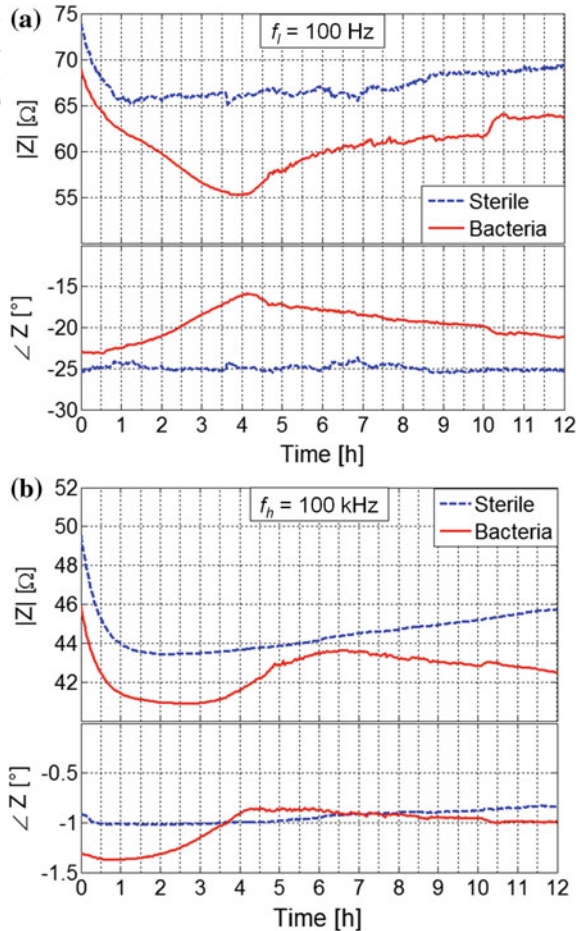 (a)
f_l = 100 Hz
75
70
65
60
55
|Z| [Ω]
Sterile
Bacteria
-15
-20
-25
-30
∠ Z [°]
0 1 2 3 4 5 6 7 8 9 10 11 12
Time [h]
(b)
f_h = 100 kHz
52
50
48
46
44
42
|Z| [Ω]
Sterile
Bacteria
-0.5
-1
-1.5
∠ Z [°]
0 1 2 3 4 5 6 7 8 9 10 11 12
Time [h]